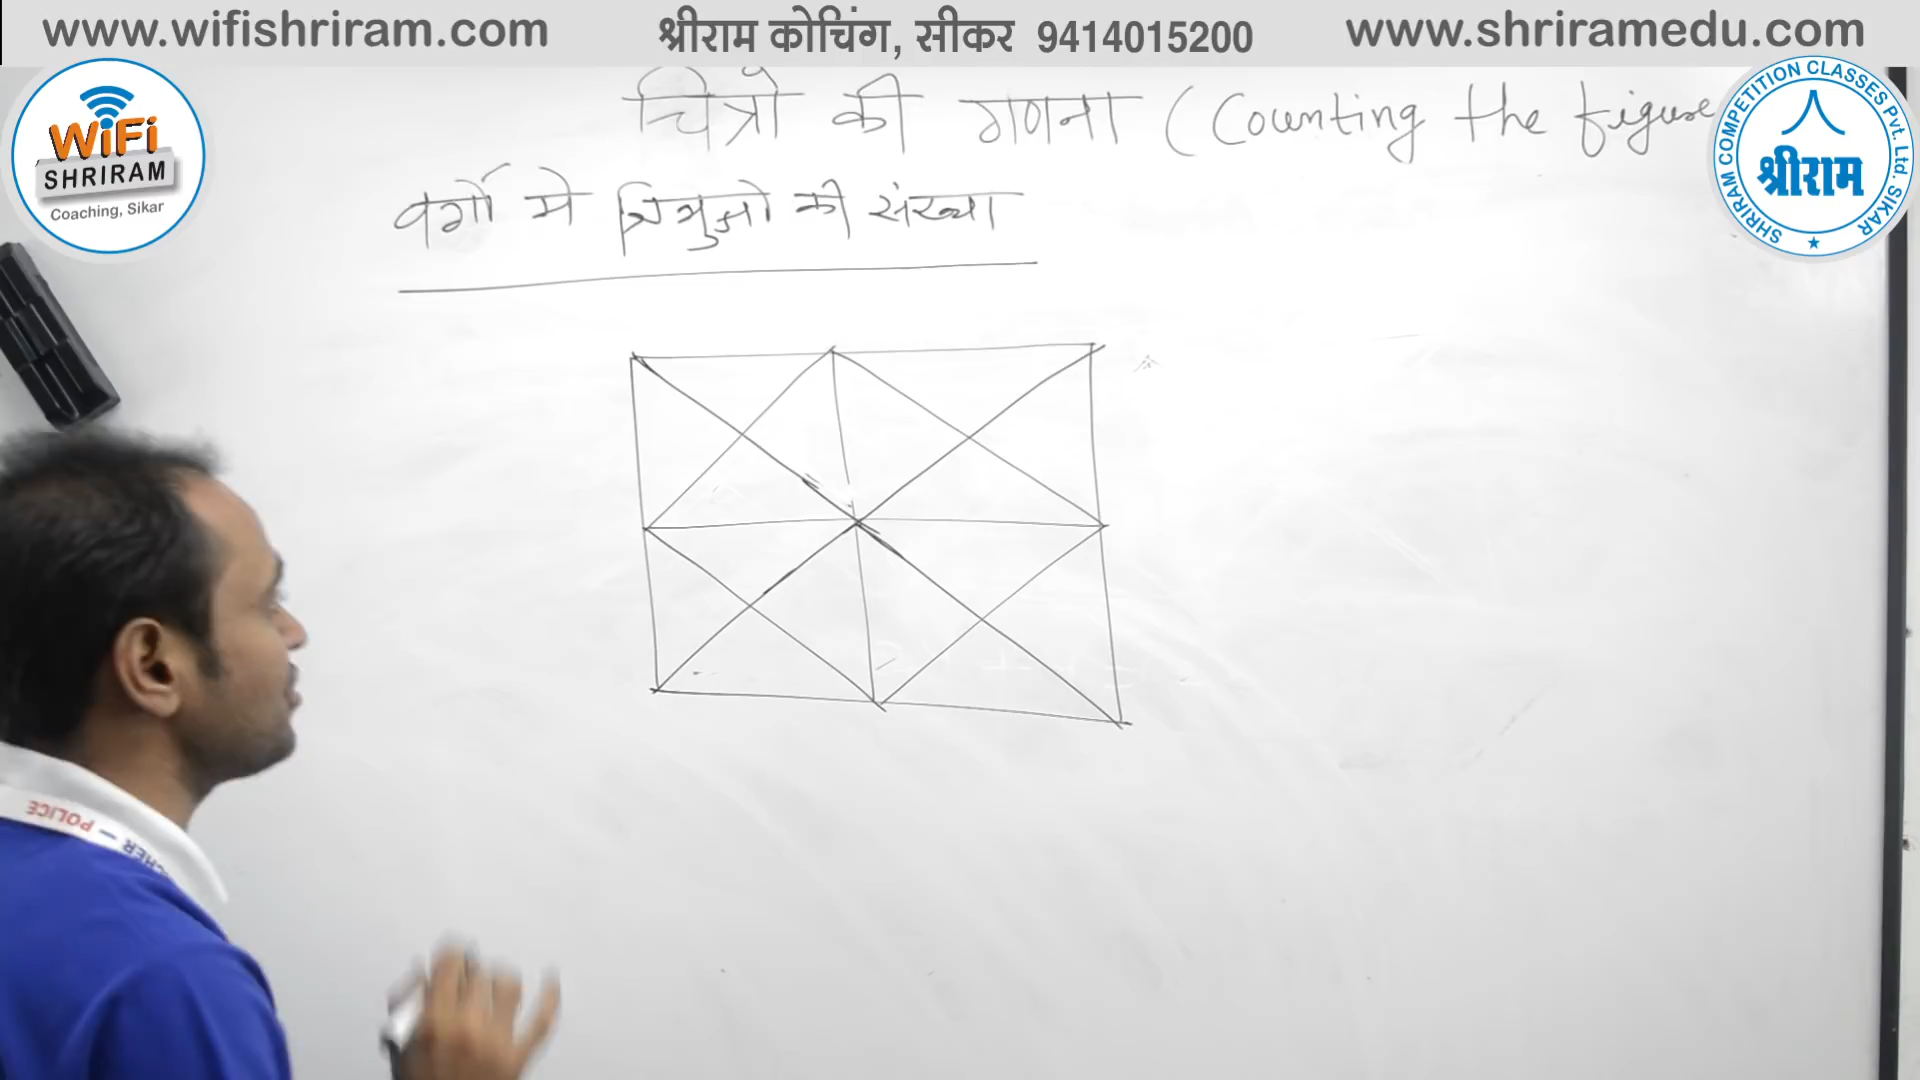 www.wifishriram.com
श्रीराम कोचिंग, सीकर 9414015200
www.shriramedu.com
WiFi
SHRIRAM
Coaching, Sikar
SHRIRAM COMPETITION CLASSES Pvt. Ltd. SIKAR
श्रीराम
चित्रों की गणना (Counting the figure
वर्गो मे त्रिभुजो की संख्या
POLICE